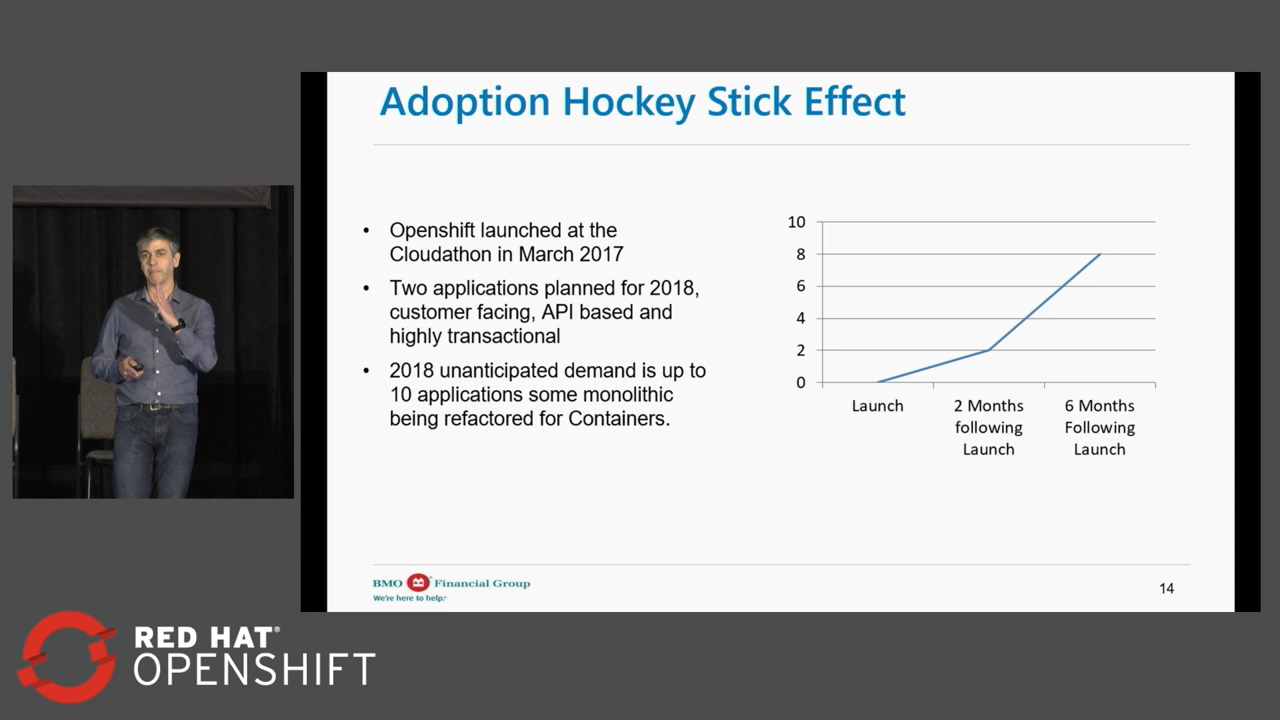 Adoption Hockey Stick Effect
• Openshift launched at the
Cloudathon in March 2017
• Two applications planned for 2018,
customer facing, API based and
highly transactional
• 2018 unanticipated demand is up to
10 applications some monolithic
being refactored for Containers.
10
8
6
4
2
0
Launch
2 Months
following
Launch
6 Months
Following
Launch
BMO Financial Group
We're here to help.
14
RED HAT®
OPENSHIFT